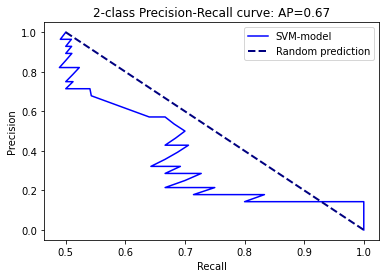 2-class Precision-Recall curve: AP=0.67
SVM-model
Random prediction
Precision
1.0
0.8
0.6
0.4
0.2
0.0
0.5
0.6
0.7
0.8
0.9
1.0
Recall